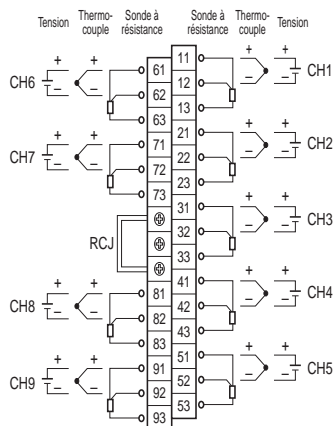 Tension Thermo-couple Sonde à résistance Sonde à résistance Thermo-couple Tension
11
CH6 + − + − 61 12 + − + − CH1
62 13
63 21
CH7 + − + − 71 22 + − + − CH2
72 23
73 31
RCJ 32 + − + − CH3
33
41
CH8 + − + − 81 42 + − + − CH4
82 43
83 51
CH9 + − + − 91 52 + − + − CH5
92 53
93